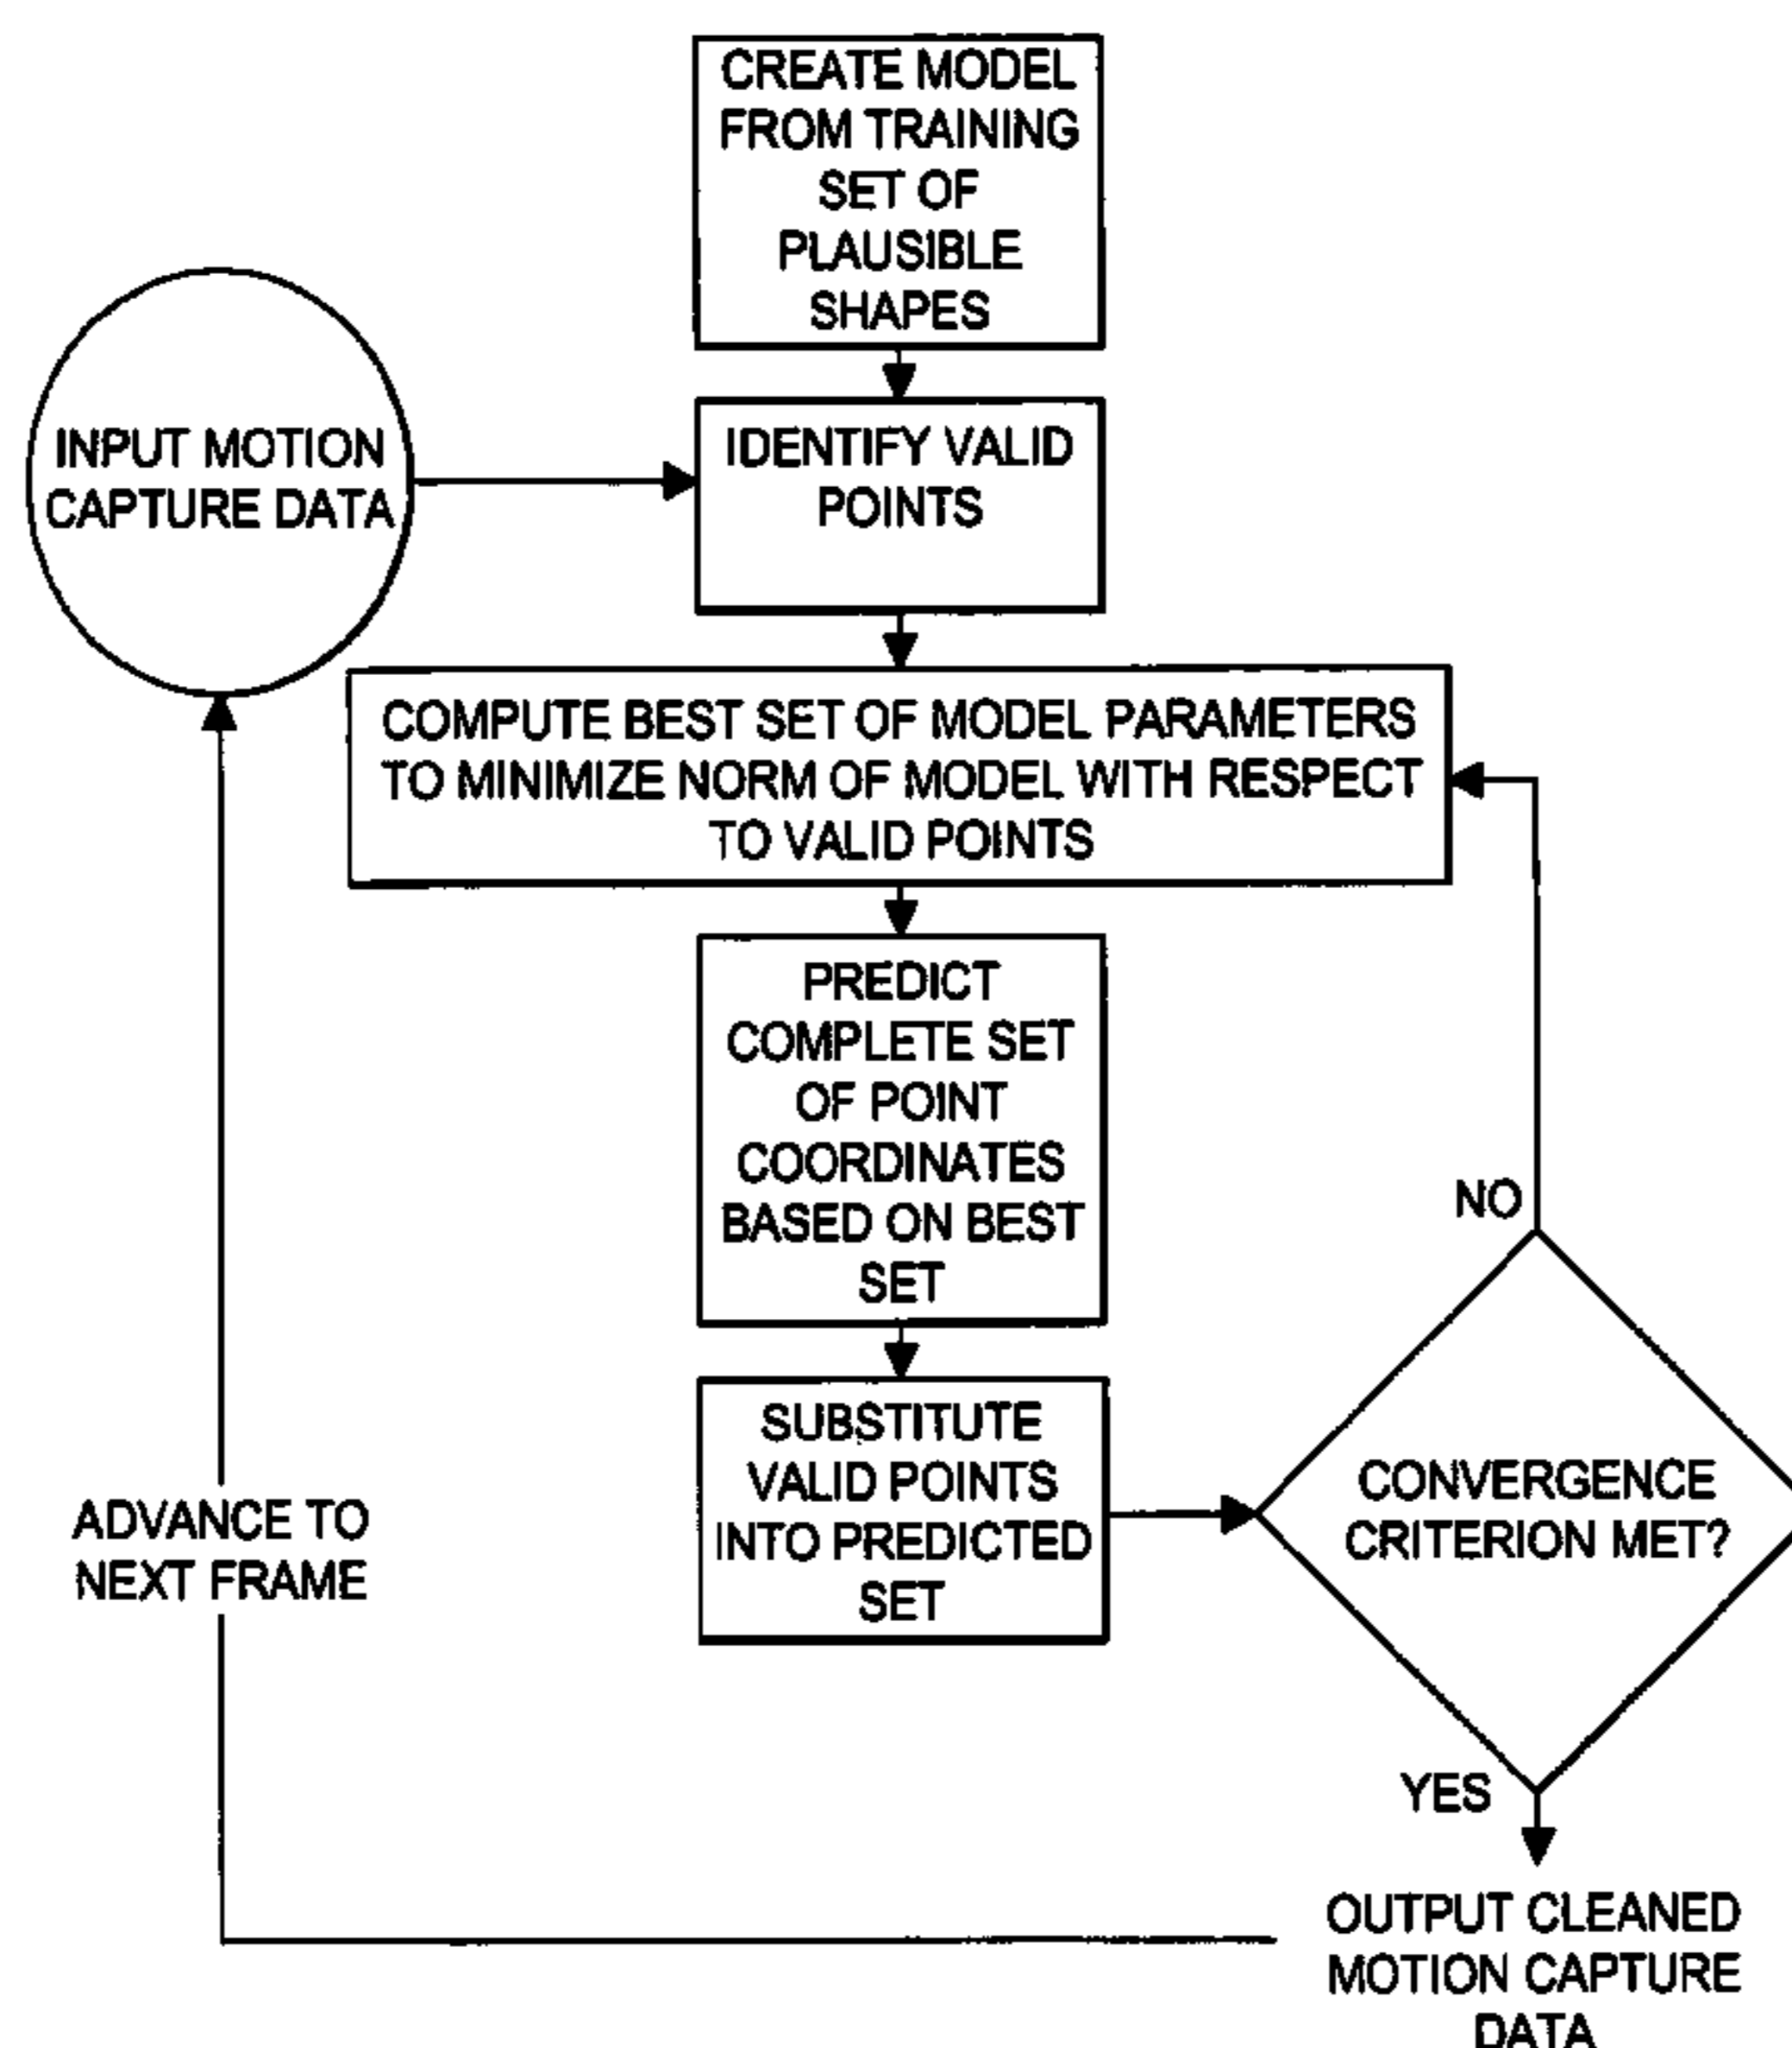 CREATE MODEL
FROM TRAINING
SET OF
PLAUSIBLE
SHAPES
INPUT MOTION
CAPTURE DATA
IDENTIFY VALID
POINTS
COMPUTE BEST SET OF MODEL PARAMETERS
TO MINIMIZE NORM OF MODEL WITH RESPECT
TO VALID POINTS
PREDICT
COMPLETE SET
OF POINT
COORDINATES
BASED ON BEST
SET
NO
SUBSTITUTE
VALID POINTS
INTO PREDICTED
SET
CONVERGENCE
CRITERION MET?
ADVANCE TO
NEXT FRAME
YES
OUTPUT CLEANED
MOTION CAPTURE
DATA